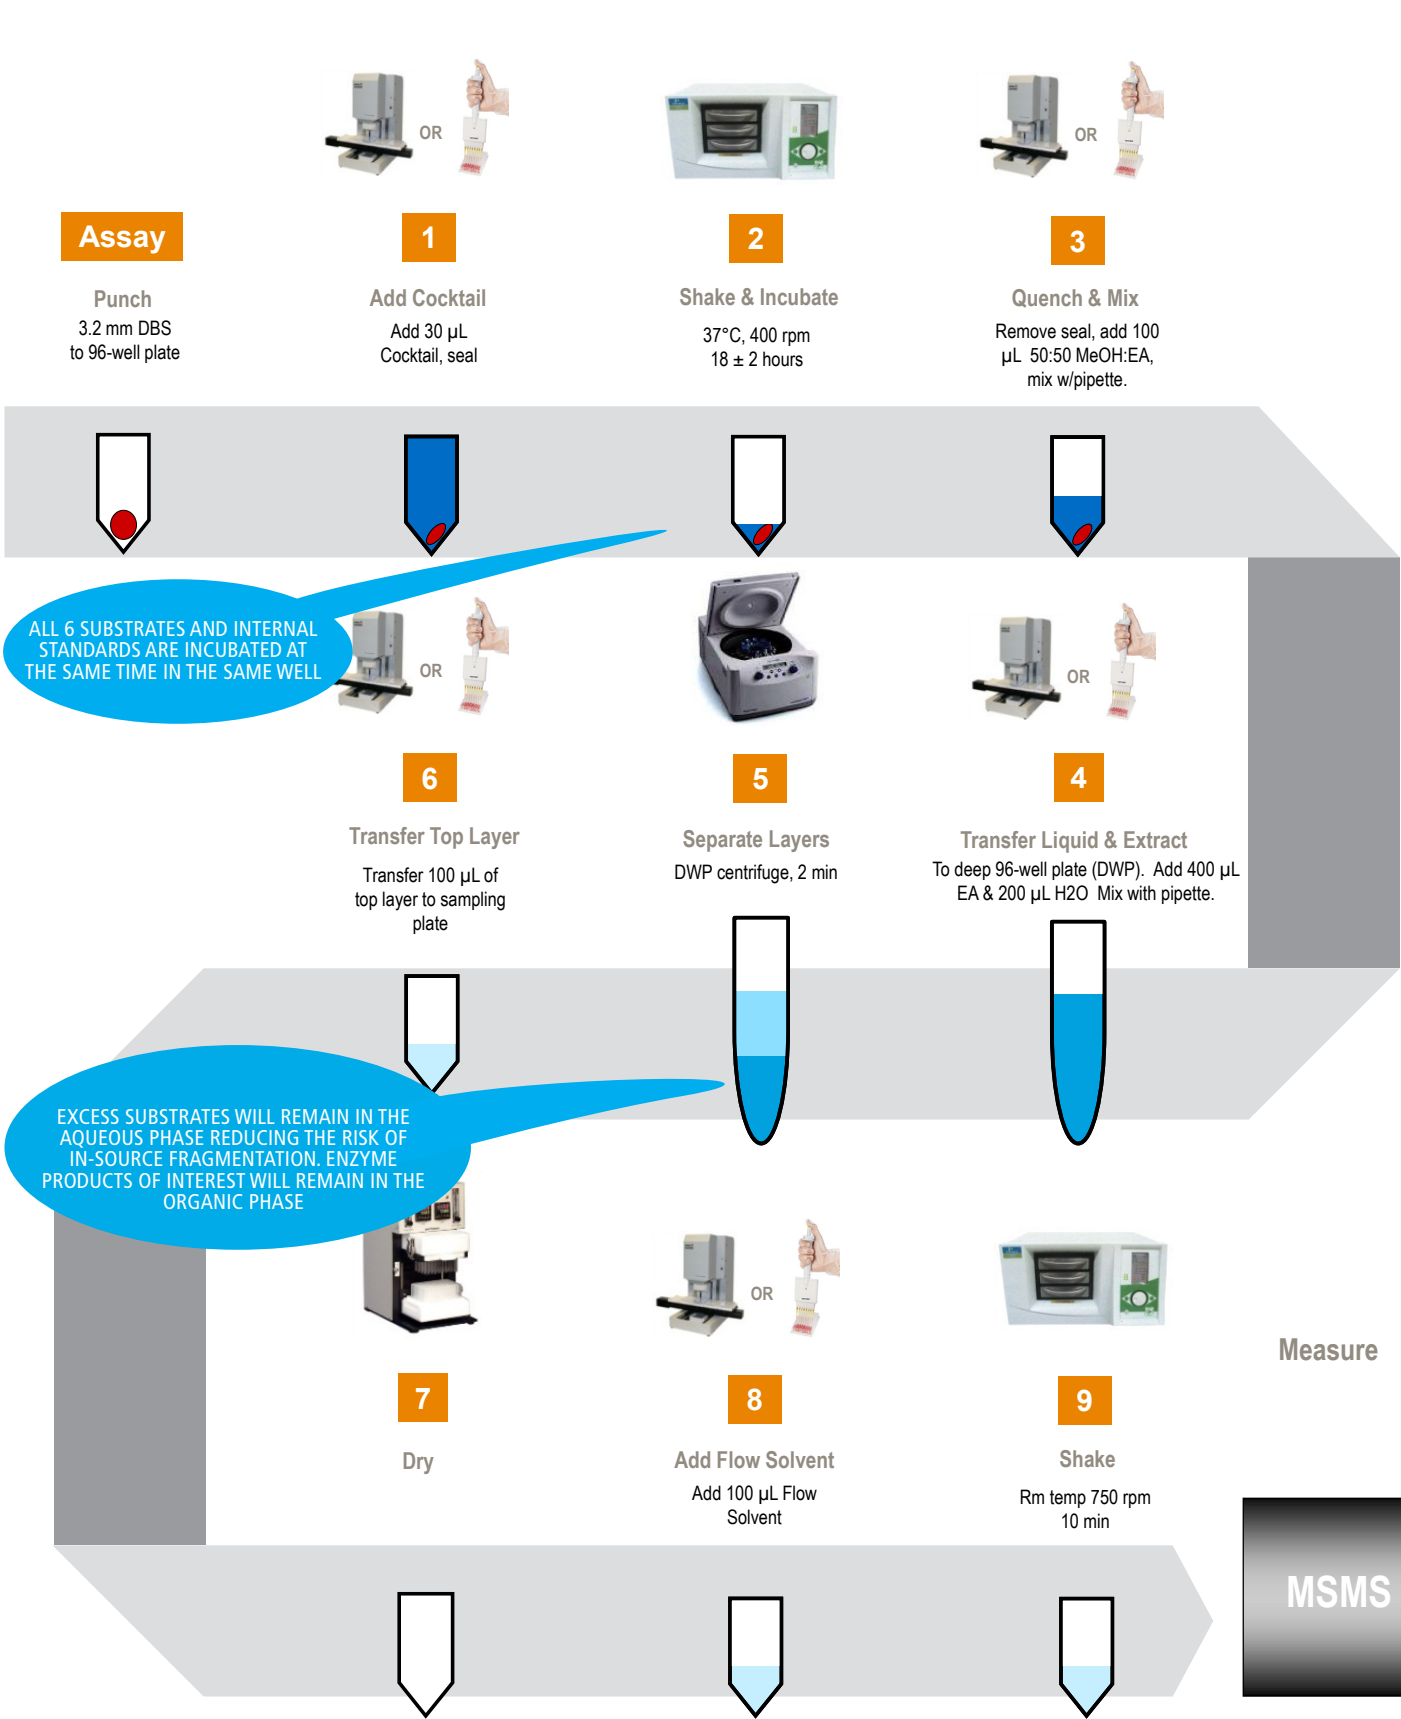 OR
OR
Assay
1
2
3
Punch
3.2 mm DBS
to 96-well plate
Add Cocktail
Add 30 µL
Cocktail, seal
Shake & Incubate
37°C, 400 rpm
18 ± 2 hours
Quench & Mix
Remove seal, add 100
µL 50:50 MeOH:EA,
mix w/pipette.
ALL 6 SUBSTRATES AND INTERNAL
STANDARDS ARE INCUBATED AT
THE SAME TIME IN THE SAME WELL
OR
OR
6
5
4
Transfer Top Layer
Transfer 100 µL of
top layer to sampling
plate
Separate Layers
DWP centrifuge, 2 min
Transfer Liquid & Extract
To deep 96-well plate (DWP). Add 400 µL
EA & 200 µL H2O Mix with pipette.
EXCESS SUBSTRATES WILL REMAIN IN THE
AQUEOUS PHASE REDUCING THE RISK OF
IN-SOURCE FRAGMENTATION. ENZYME
PRODUCTS OF INTEREST WILL REMAIN IN THE
ORGANIC PHASE
OR
7
8
9
Dry
Add Flow Solvent
Add 100 µL Flow
Solvent
Shake
Rm temp 750 rpm
10 min
Measure
MSMS